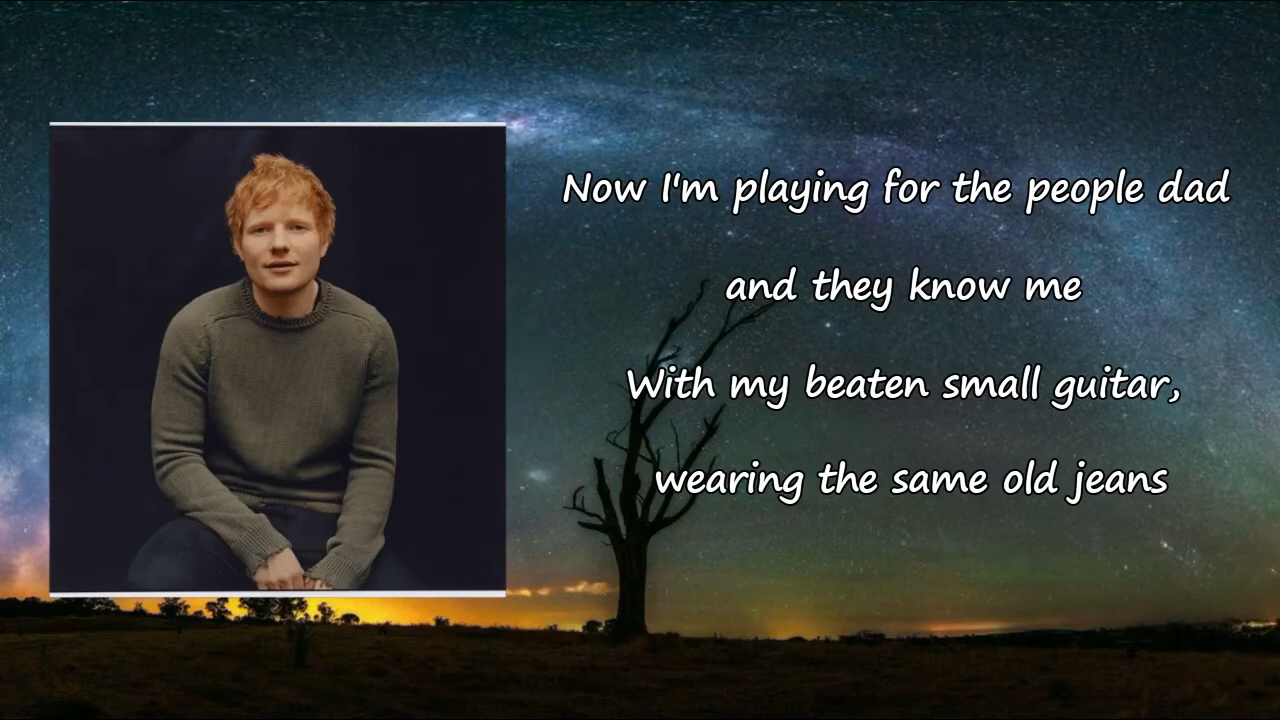 Now I'm playing for the people dad
and they know me
With my beaten small guitar,
wearing the same old jeans